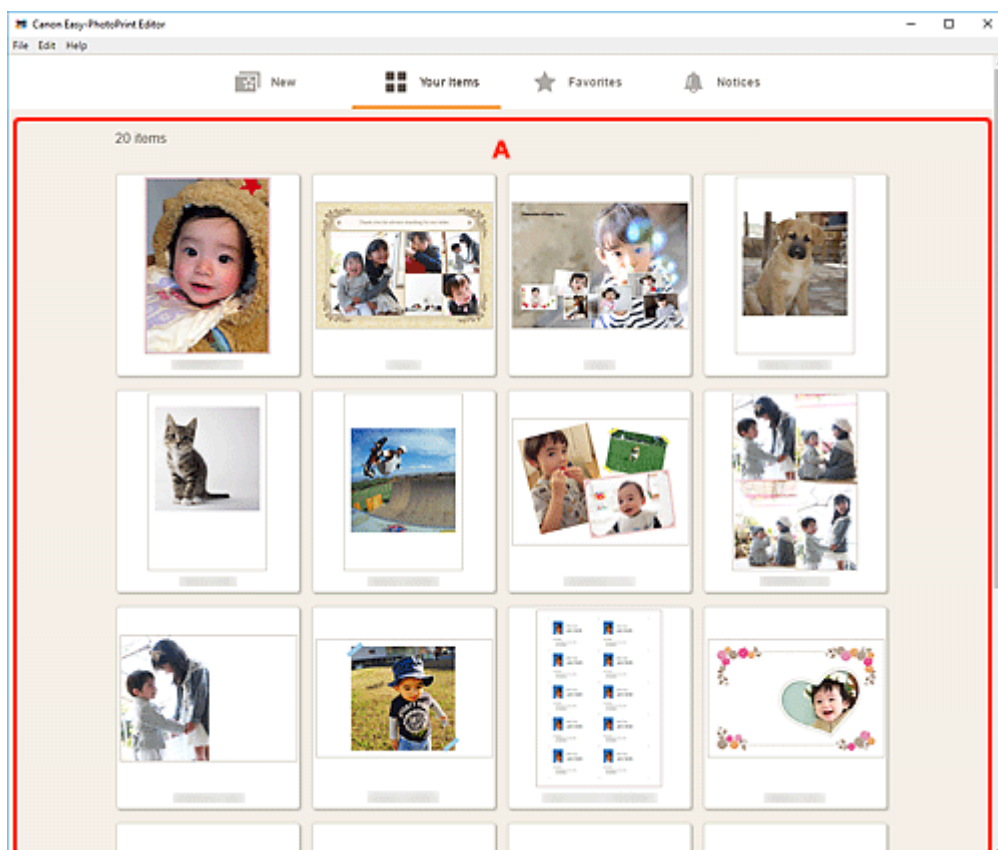 Canon Easy-PhotoPrint Editor
File Edit Help
New
Your Items
Favorites
Notices
20 items
A